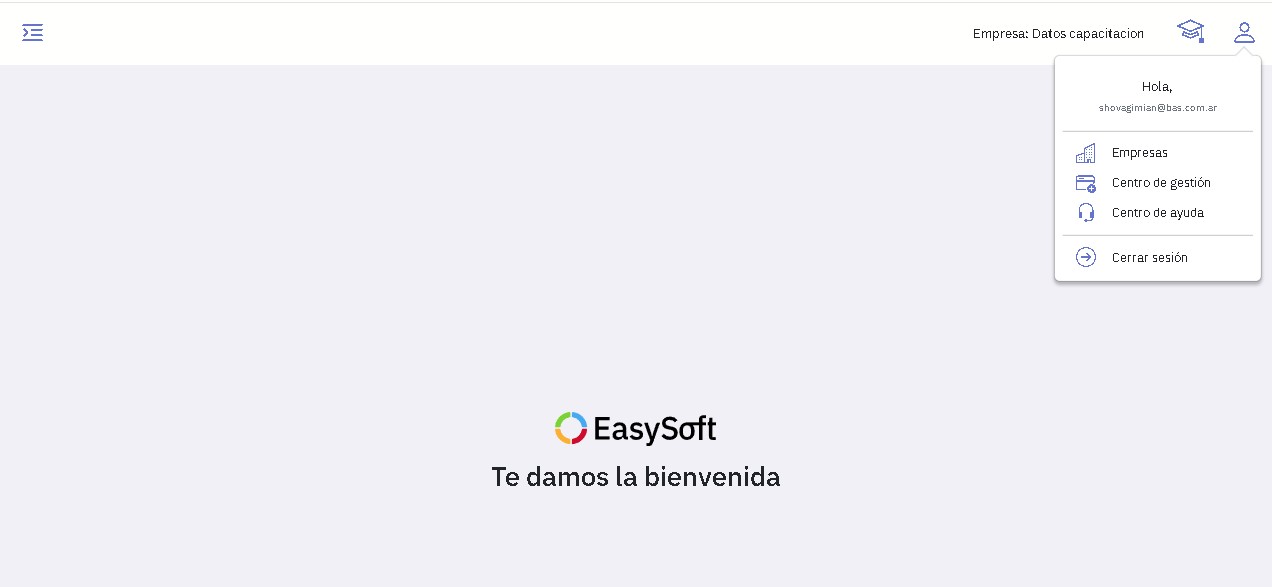 Empresa: Datos capacitacion
Hola,
shovagimian@bas.com.ar
Empresas
Centro de gestión
Centro de ayuda
Cerrar sesión
EasySoft
Te damos la bienvenida